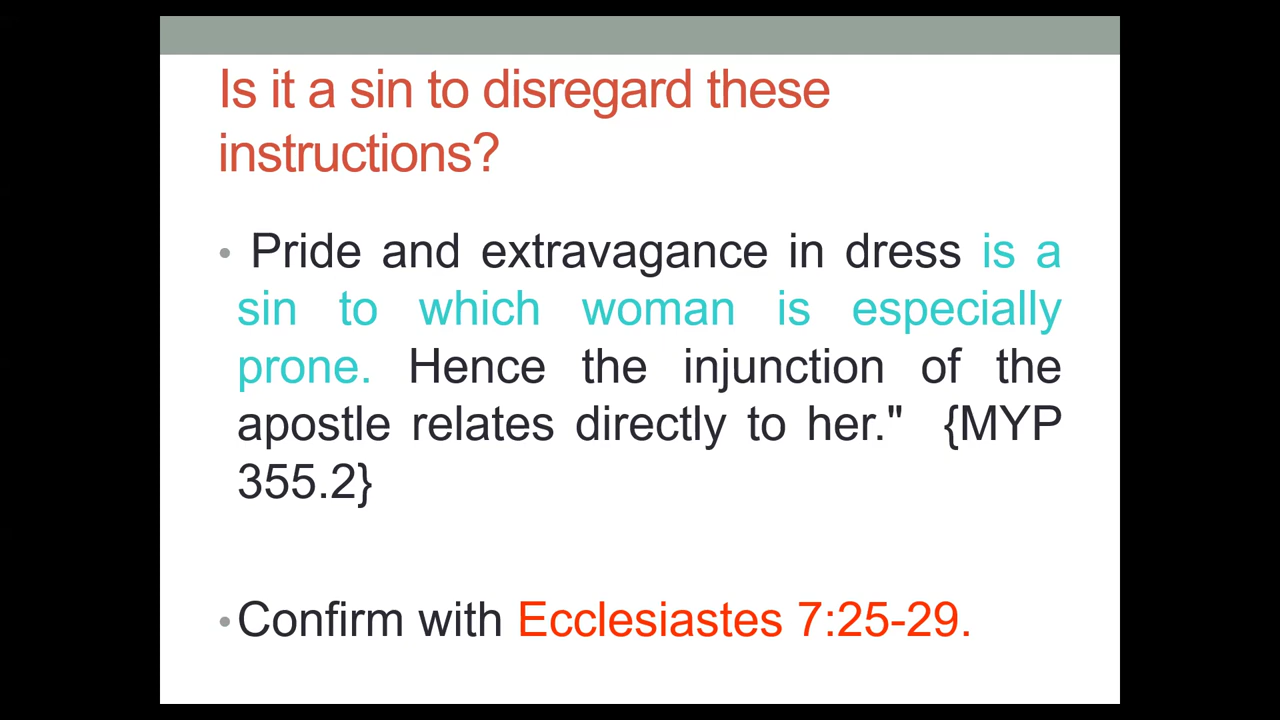 Is it a sin to disregard these
instructions?
• Pride and extravagance in dress is a
sin to which woman is especially
prone. Hence the injunction of the
apostle relates directly to her." {MYP
355.2}
•Confirm with Ecclesiastes 7:25-29.